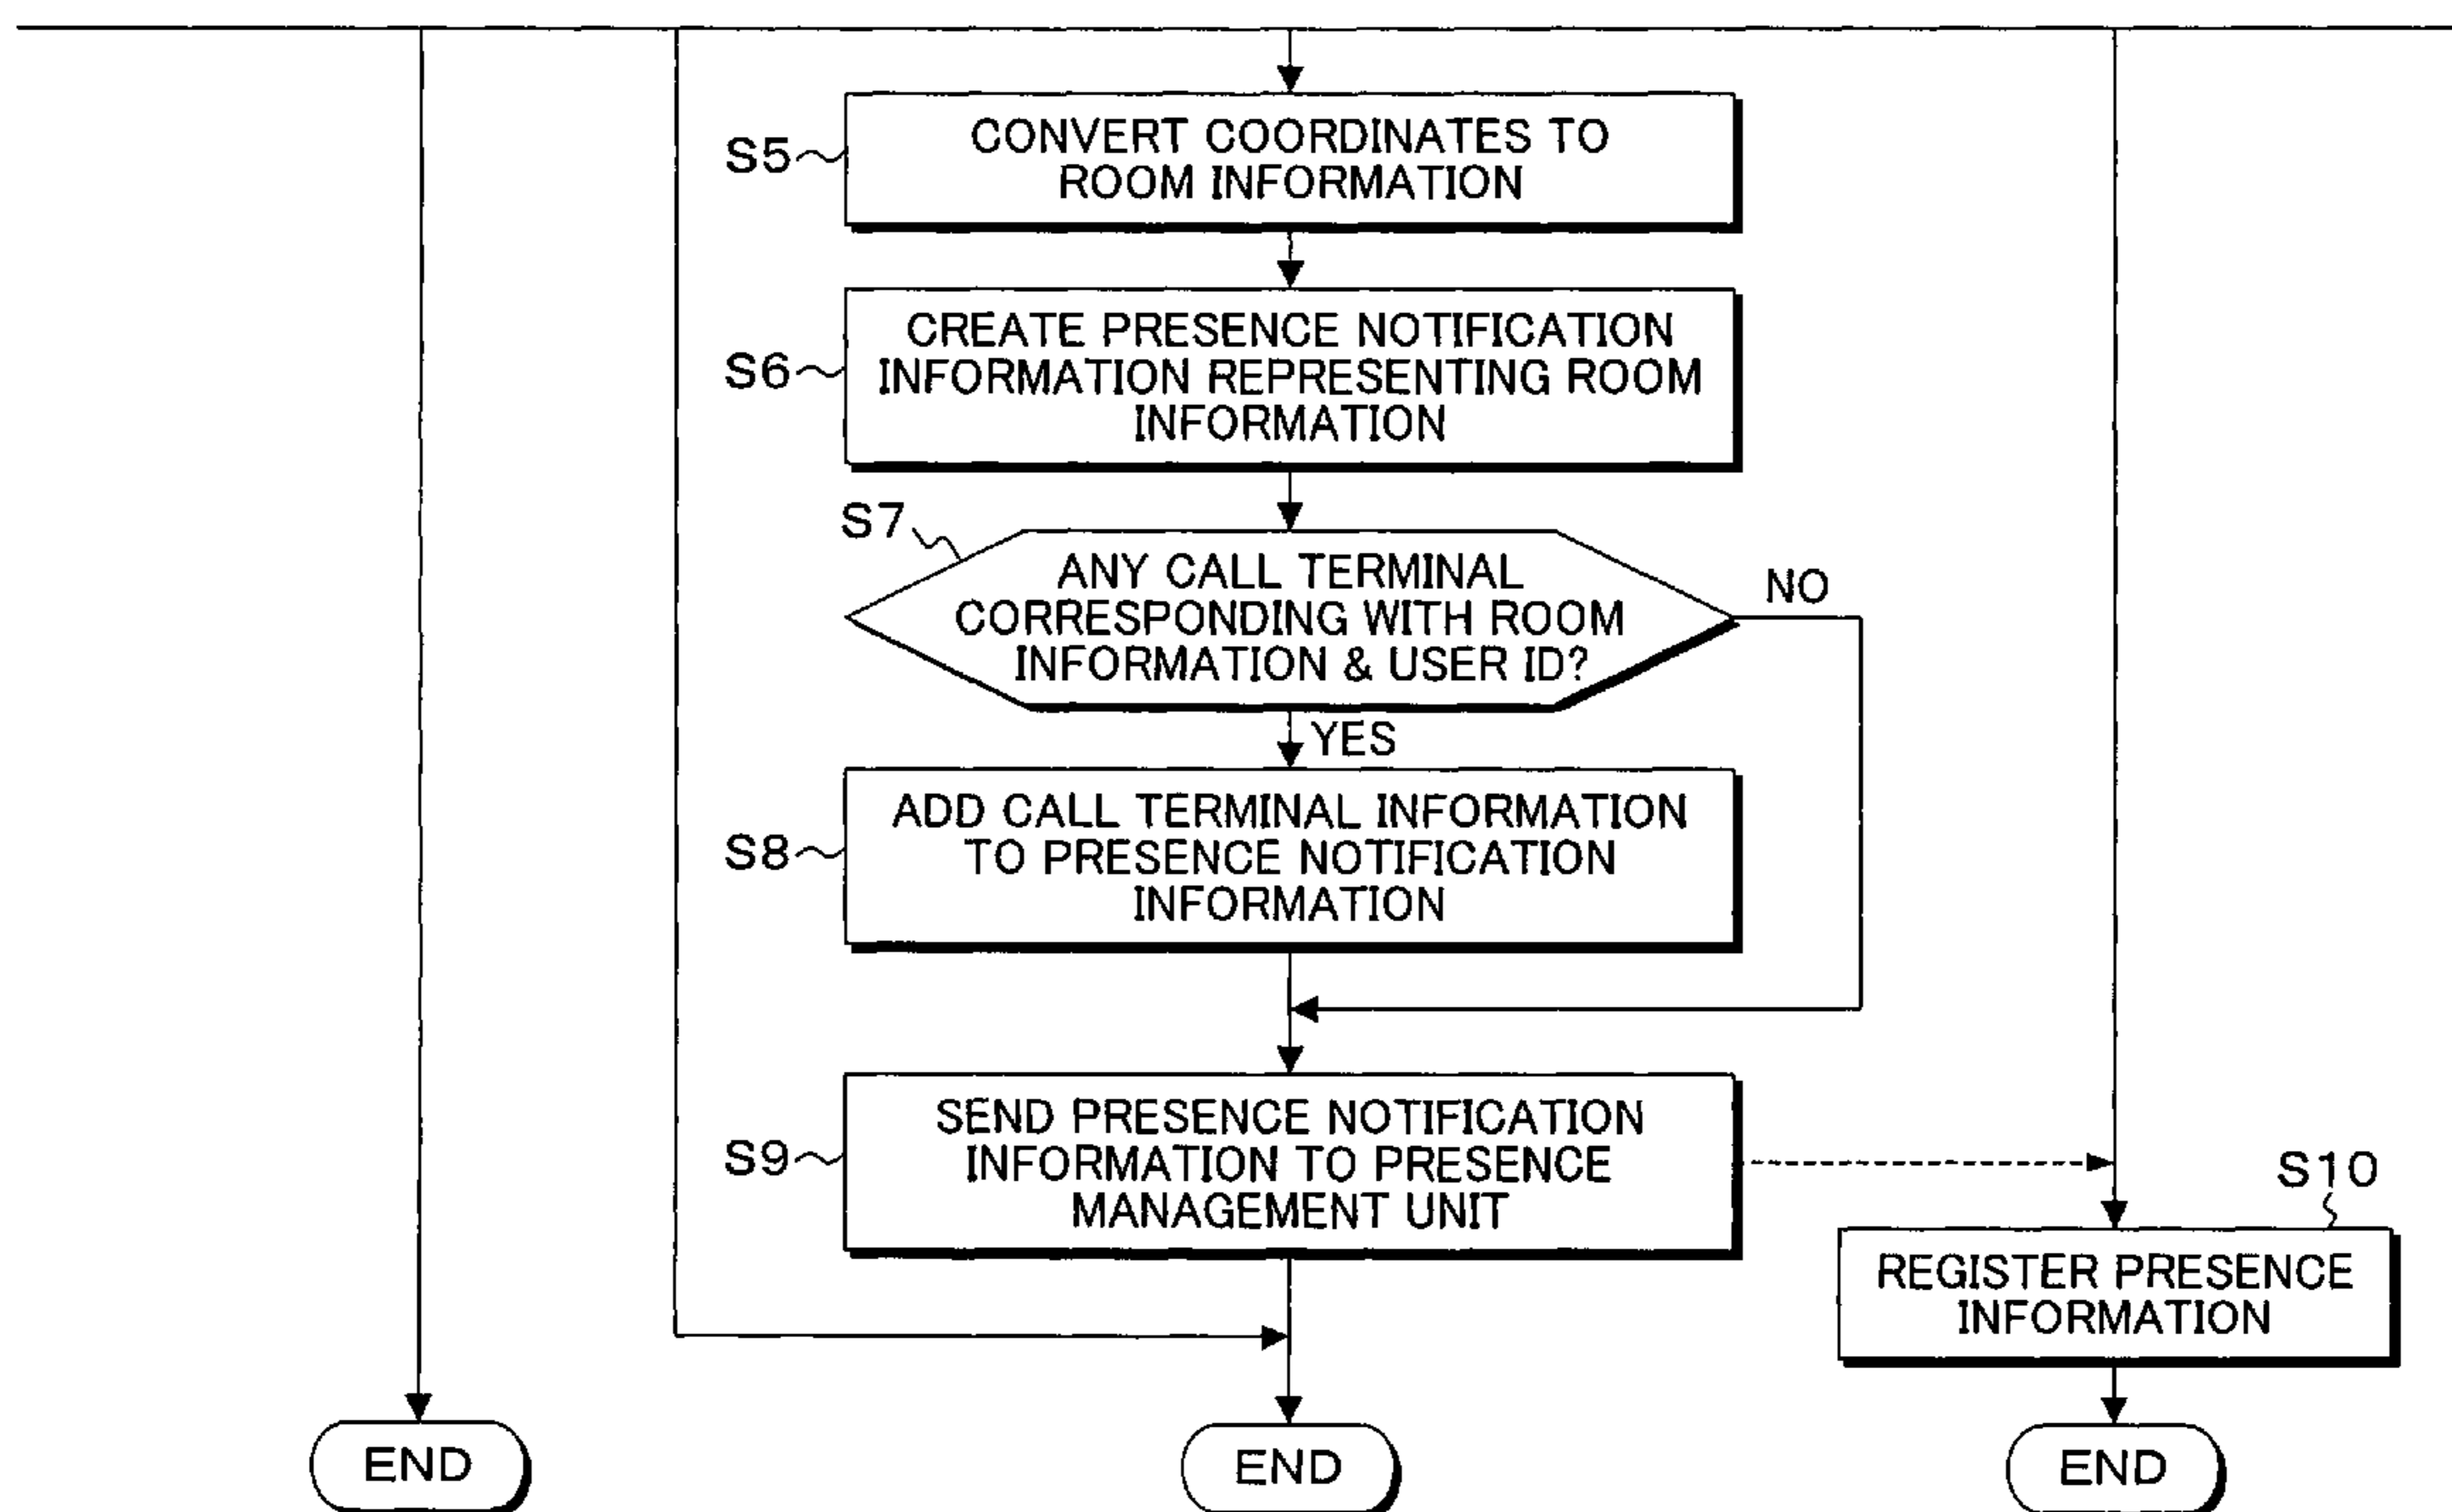 S5
CONVERT COORDINATES TO
ROOM INFORMATION
S6
CREATE PRESENCE NOTIFICATION
INFORMATION REPRESENTING ROOM
INFORMATION
S7
ANY CALL TERMINAL
CORRESPONDING WITH ROOM
INFORMATION & USER ID?
NO
YES
S8
ADD CALL TERMINAL INFORMATION
TO PRESENCE NOTIFICATION
INFORMATION
S9
SEND PRESENCE NOTIFICATION
INFORMATION TO PRESENCE
MANAGEMENT UNIT
S10
REGISTER PRESENCE
INFORMATION
END
END
END